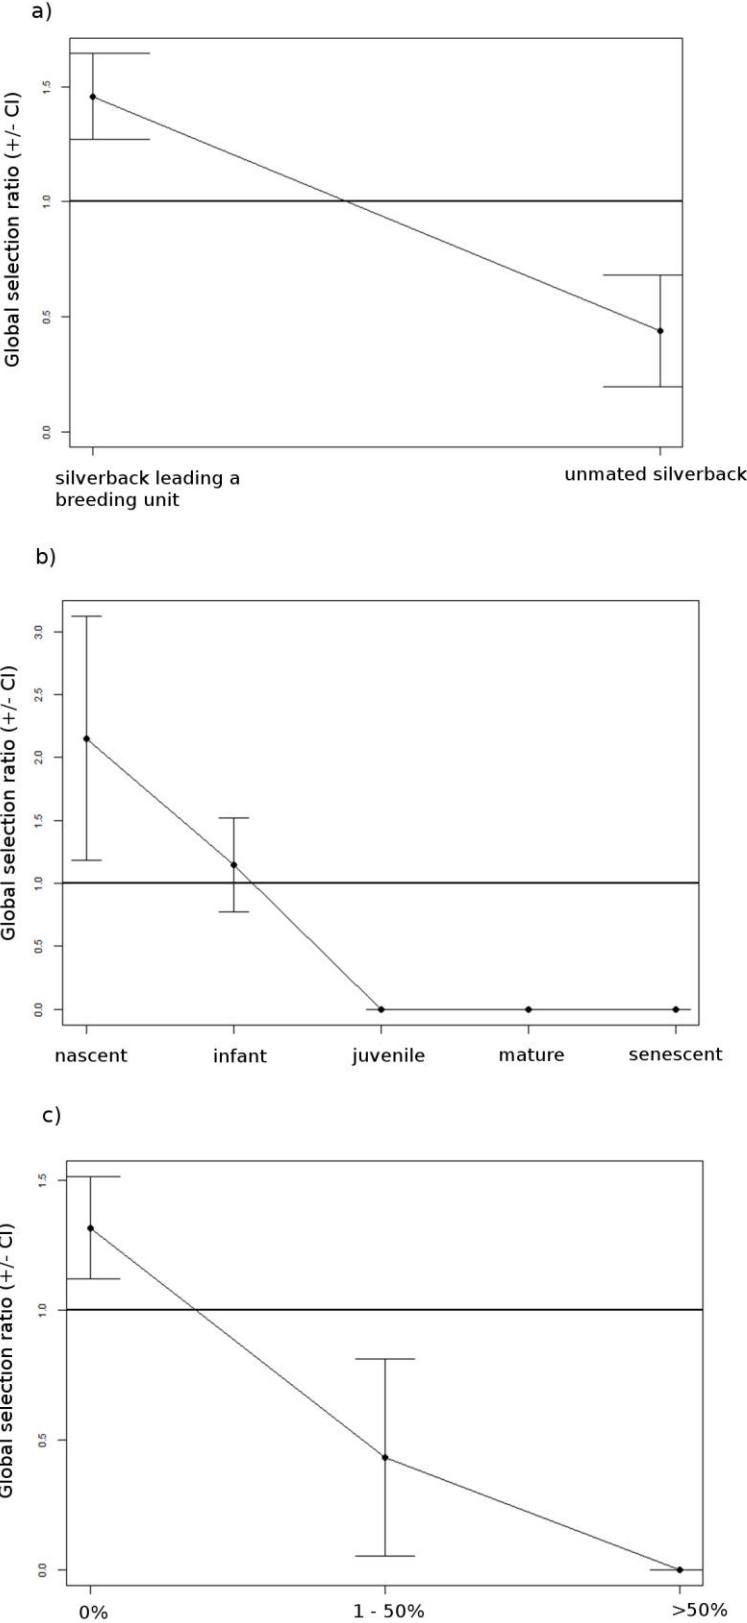 a)
Global selection ratio (+/- CI)
1.5
1.0
0.5
0.0
silverback leading a
breeding unit
unmated silverback
b)
Global selection ratio (+/- CI)
3.0
2.5
2.0
1.5
1.0
0.5
0.0
nascent infant juvenile mature senescent
c)
Global selection ratio (+/- CI)
1.5
1.0
0.5
0.0
0% 1 - 50% >50%